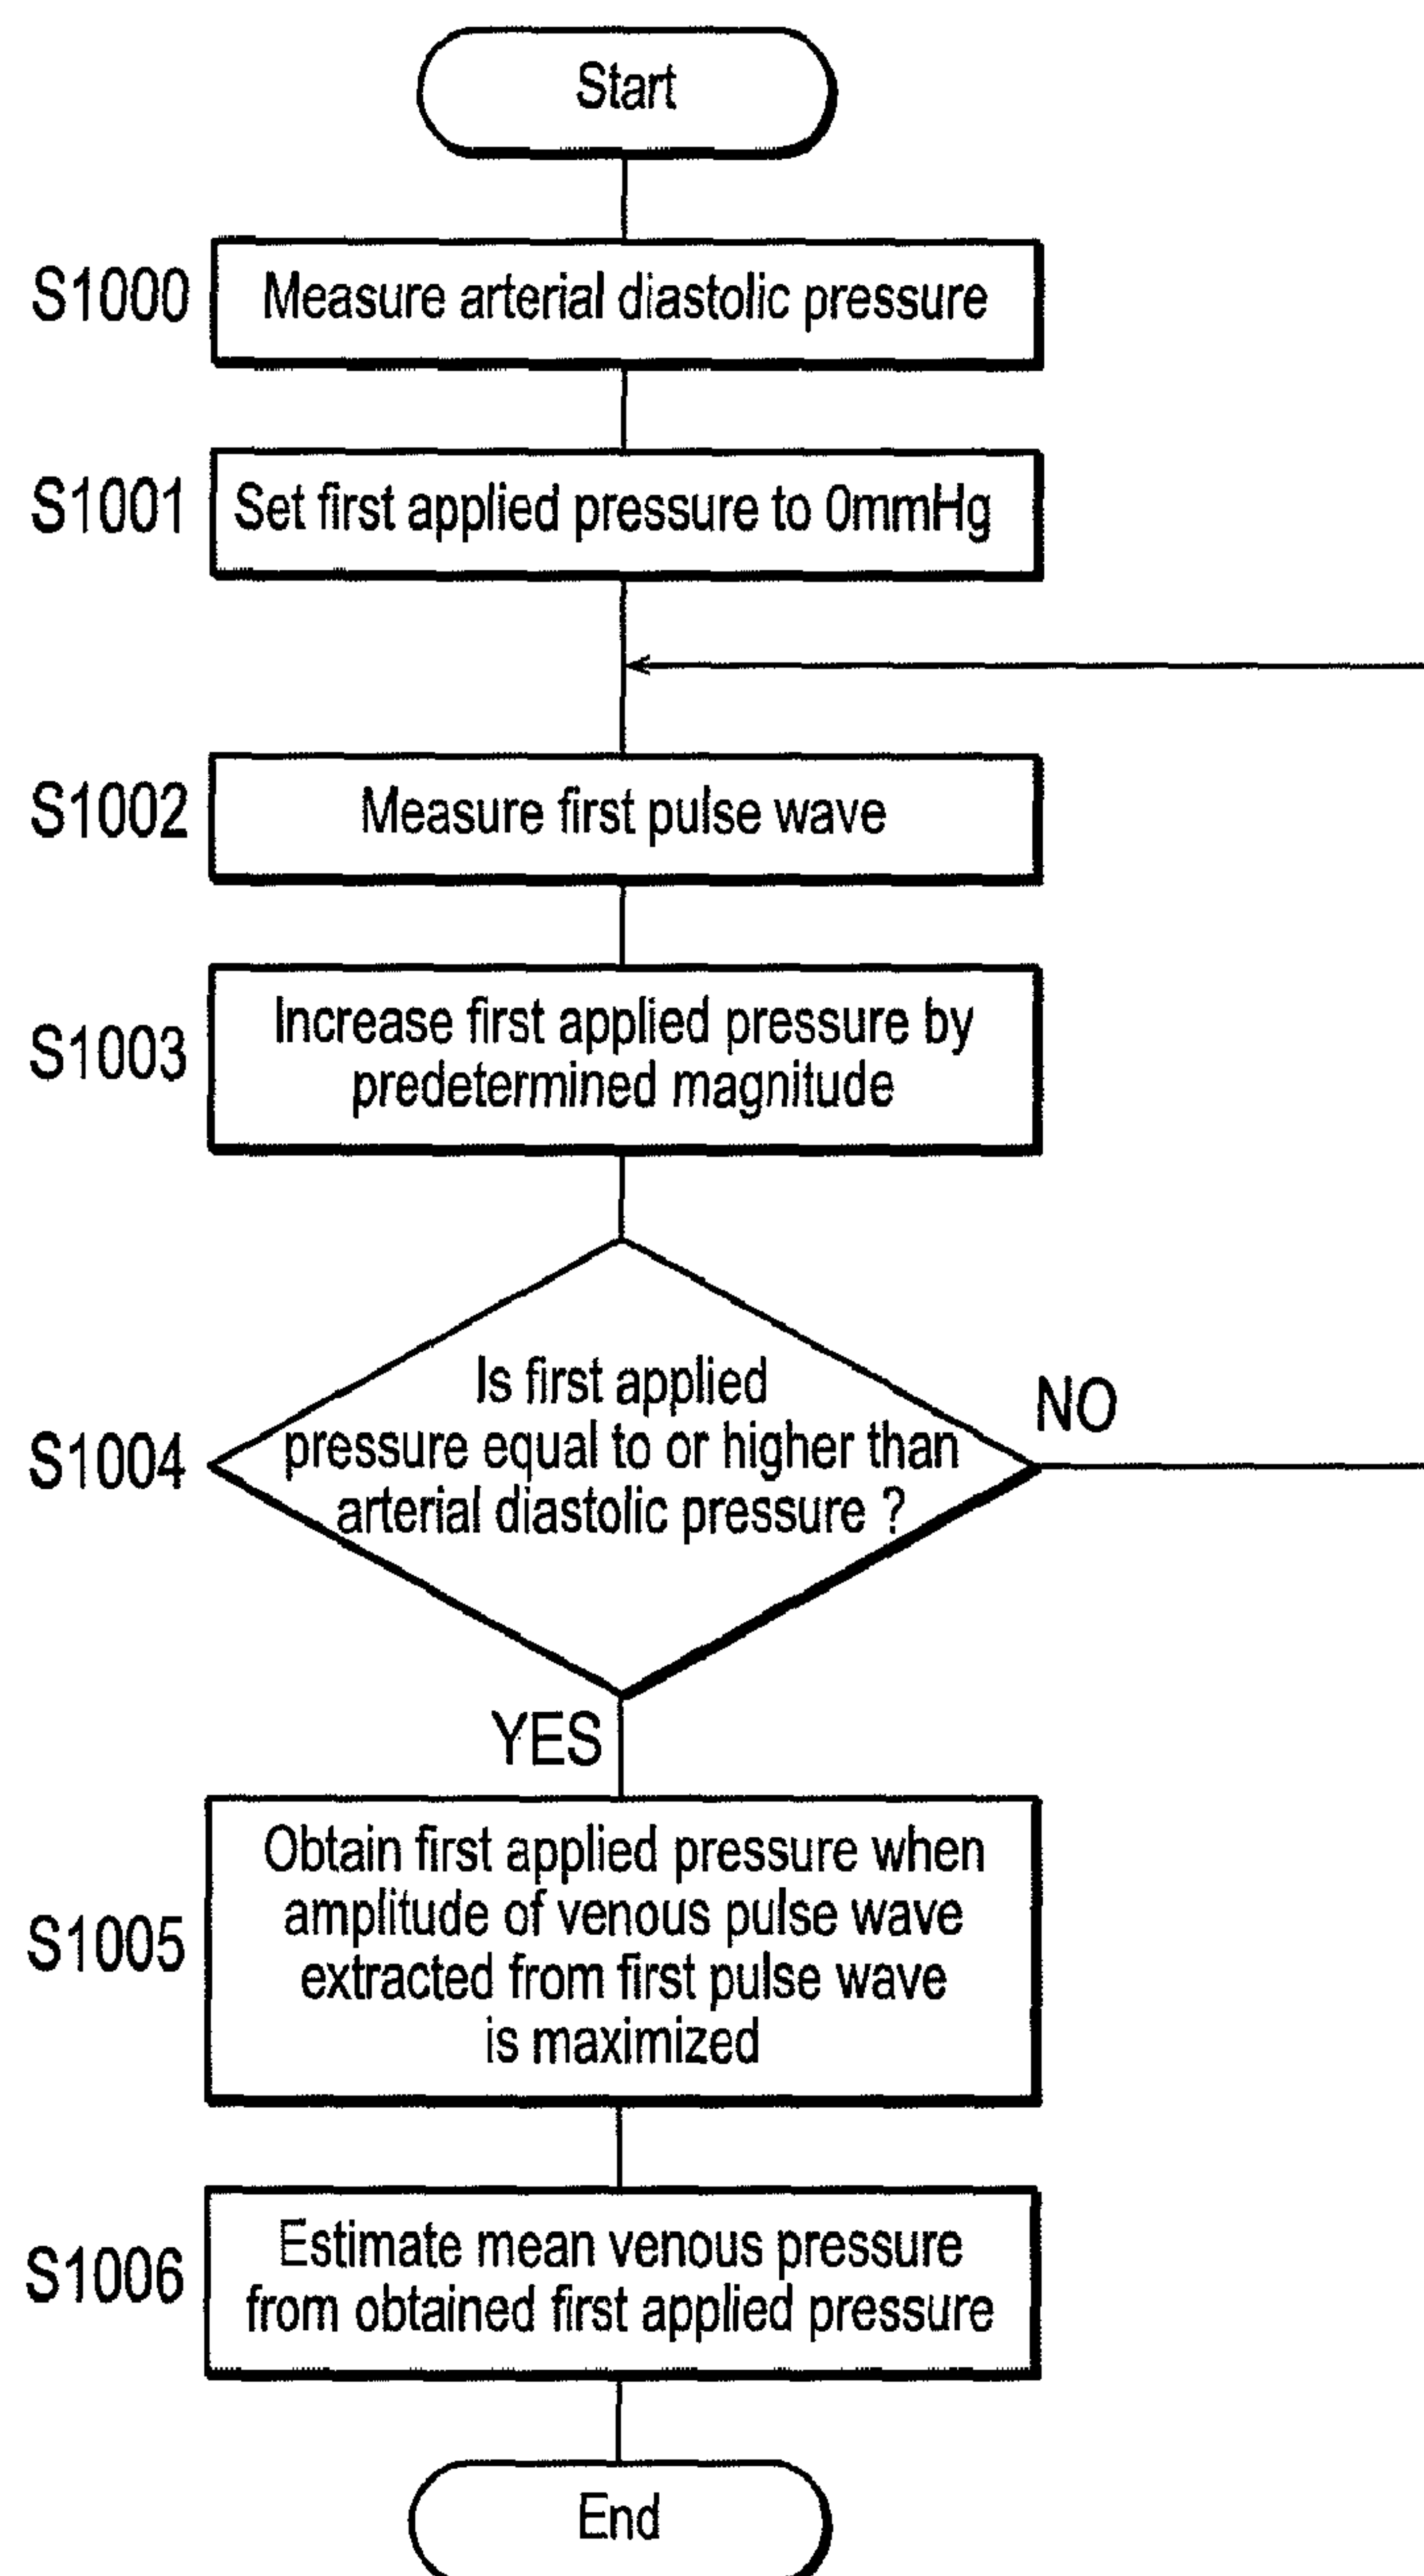 Start
S1000
Measure arterial diastolic pressure
S1001
Set first applied pressure to 0mmHg
S1002
Measure first pulse wave
S1003
Increase first applied pressure by
predetermined magnitude
S1004
Is first applied
pressure equal to or higher than
arterial diastolic pressure ?
NO
YES
S1005
Obtain first applied pressure when
amplitude of venous pulse wave
extracted from first pulse wave
is maximized
S1006
Estimate mean venous pressure
from obtained first applied pressure
End